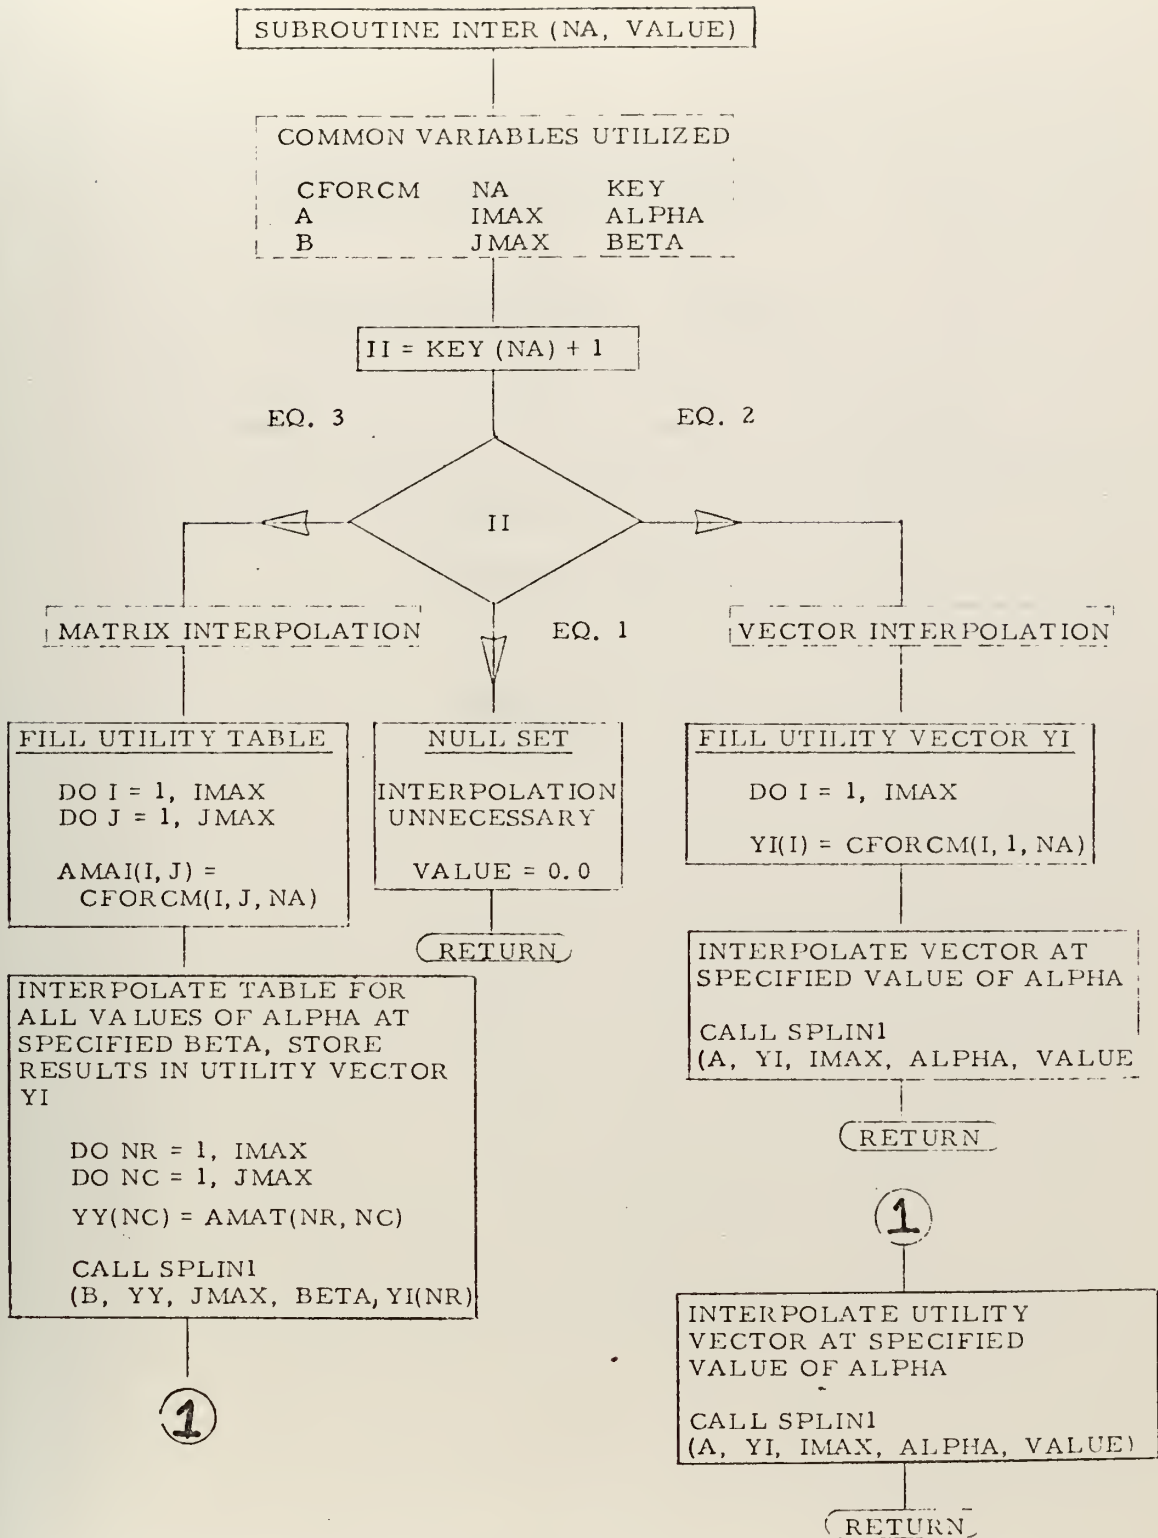 SUBROUTINE INTER (NA, VALUE)
COMMON VARIABLES UTILIZED
CFORCM NA KEY
A IMAX ALPHA
B JMAX BETA
II = KEY (NA) + 1
EQ. 3
EQ. 2
II
EQ. 1
MATRIX INTERPOLATION
VECTOR INTERPOLATION
FILL UTILITY TABLE
DO I = 1, IMAX
DO J = 1, JMAX
AMAI(I, J) =
CFORCM(I, J, NA)
NULL SET
INTERPOLATION
UNNECESSARY
VALUE = 0.0
RETURN
FILL UTILITY VECTOR YI
DO I = 1, IMAX
YI(I) = CFORCM(I, 1, NA)
INTERPOLATE VECTOR AT
SPECIFIED VALUE OF ALPHA
CALL SPLIN1
(A, YI, IMAX, ALPHA, VALUE
RETURN
INTERPOLATE TABLE FOR
ALL VALUES OF ALPHA AT
SPECIFIED BETA, STORE
RESULTS IN UTILITY VECTOR
YI
DO NR = 1, IMAX
DO NC = 1, JMAX
YY(NC) = AMAT(NR, NC)
CALL SPLIN1
(B, YY, JMAX, BETA, YI(NR)
1
1
INTERPOLATE UTILITY
VECTOR AT SPECIFIED
VALUE OF ALPHA
CALL SPLIN1
(A, YI, IMAX, ALPHA, VALUE)
RETURN